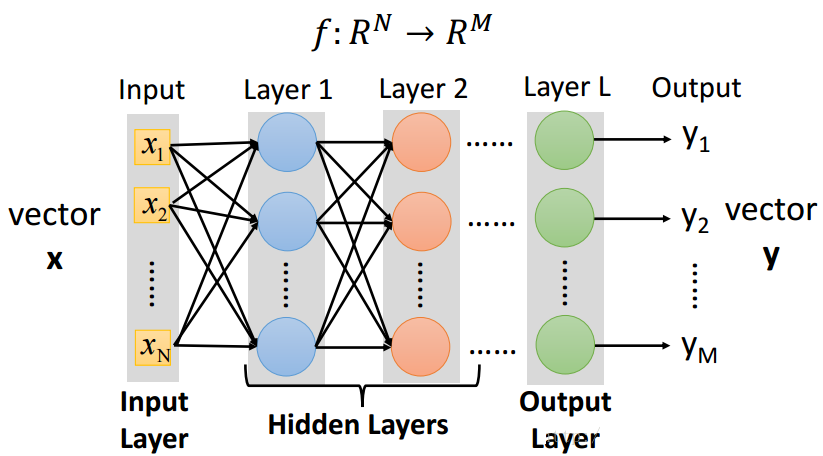 f: R^N → R^M
Input Layer 1 Layer 2 Layer L Output
x_1 …… y_1
x_2 …… y_2
vector x
vector y
…… …… …… …… ……
x_N …… y_M
Input Layer
Hidden Layers
Output Layer